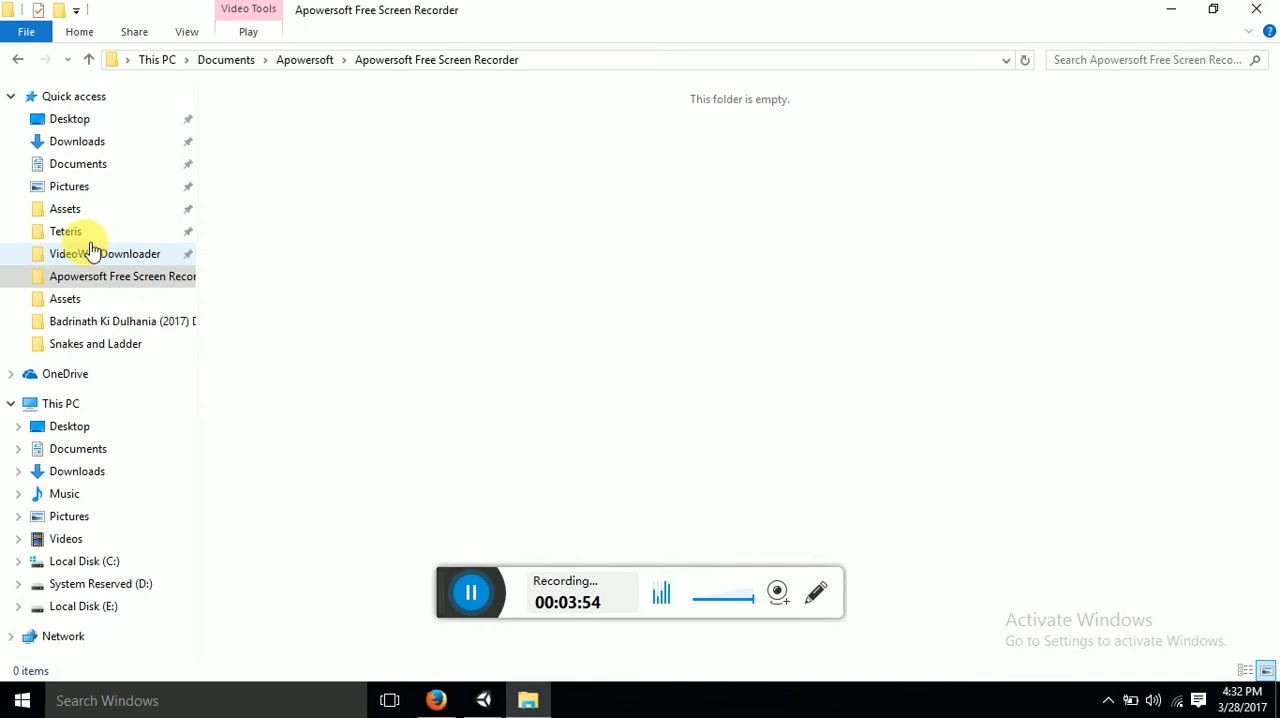 Video Tools
Apowersoft Free Screen Recorder
File
Home
Share
View
Play
This PC
Documents
Apowersoft
Apowersoft Free Screen Recorder
Search Apowersoft Free Screen Reco...
Quick access
This folder is empty.
Desktop
Downloads
Documents
Pictures
Assets
Teteris
Downloader
Apowersoft Free Screen Recor
Assets
Badrinath Ki Dulhania (2017) D
Snakes and Ladder
OneDrive
This PC
Desktop
Documents
Downloads
Music
Pictures
Videos
Local Disk (C:)
System Reserved (D:)
Local Disk (E:)
Network
Recording...
00:03:54
Activate Windows
Go to Settings to activate Windows.
0 items
Search Windows
4:32 PM
3/28/2017